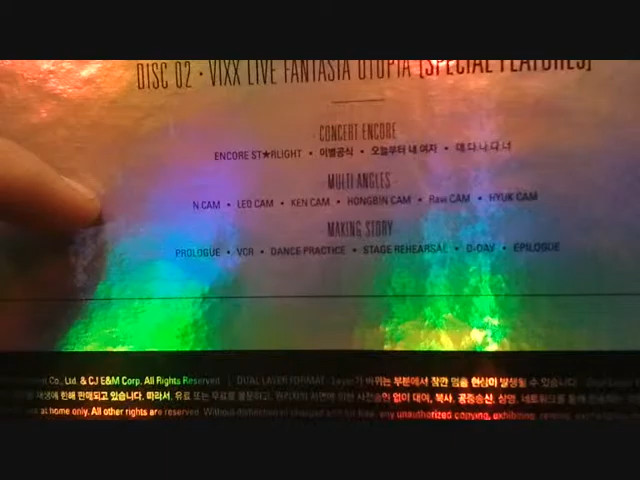 DISC 02 · VIXX LIVE FANTASIA UTOPIA [SPECIAL FEATURES]
CONCERT ENCORE
ENCORE ST★RLIGHT • 이별공식 • 오늘부터 내 여자 • 대.다.나.다.너
MULTI ANGLES
N CAM • LEO CAM • KEN CAM • HONGBIN CAM • Ravi CAM • HYUK CAM
MAKING STORY
PROLOGUE • VCR • DANCE PRACTICE • STAGE REHEARSAL • D-DAY • EPILOGUE
Co., Ltd. & CJ E&M Corp. All Rights Reserved. | DUAL LAYER FORMAT : Layer가 바뀌는 부분에서 잠깐 멈춤 현상이 발생될 수 있습니다.
한해 판매되고 있습니다. 따라서, 유료 또는 무료를 불문하고, 사전승인 없이 대여, 복사, 공중송신, 상영,
at home only. All other rights are reserved. any unauthorized copying, exhibiting,